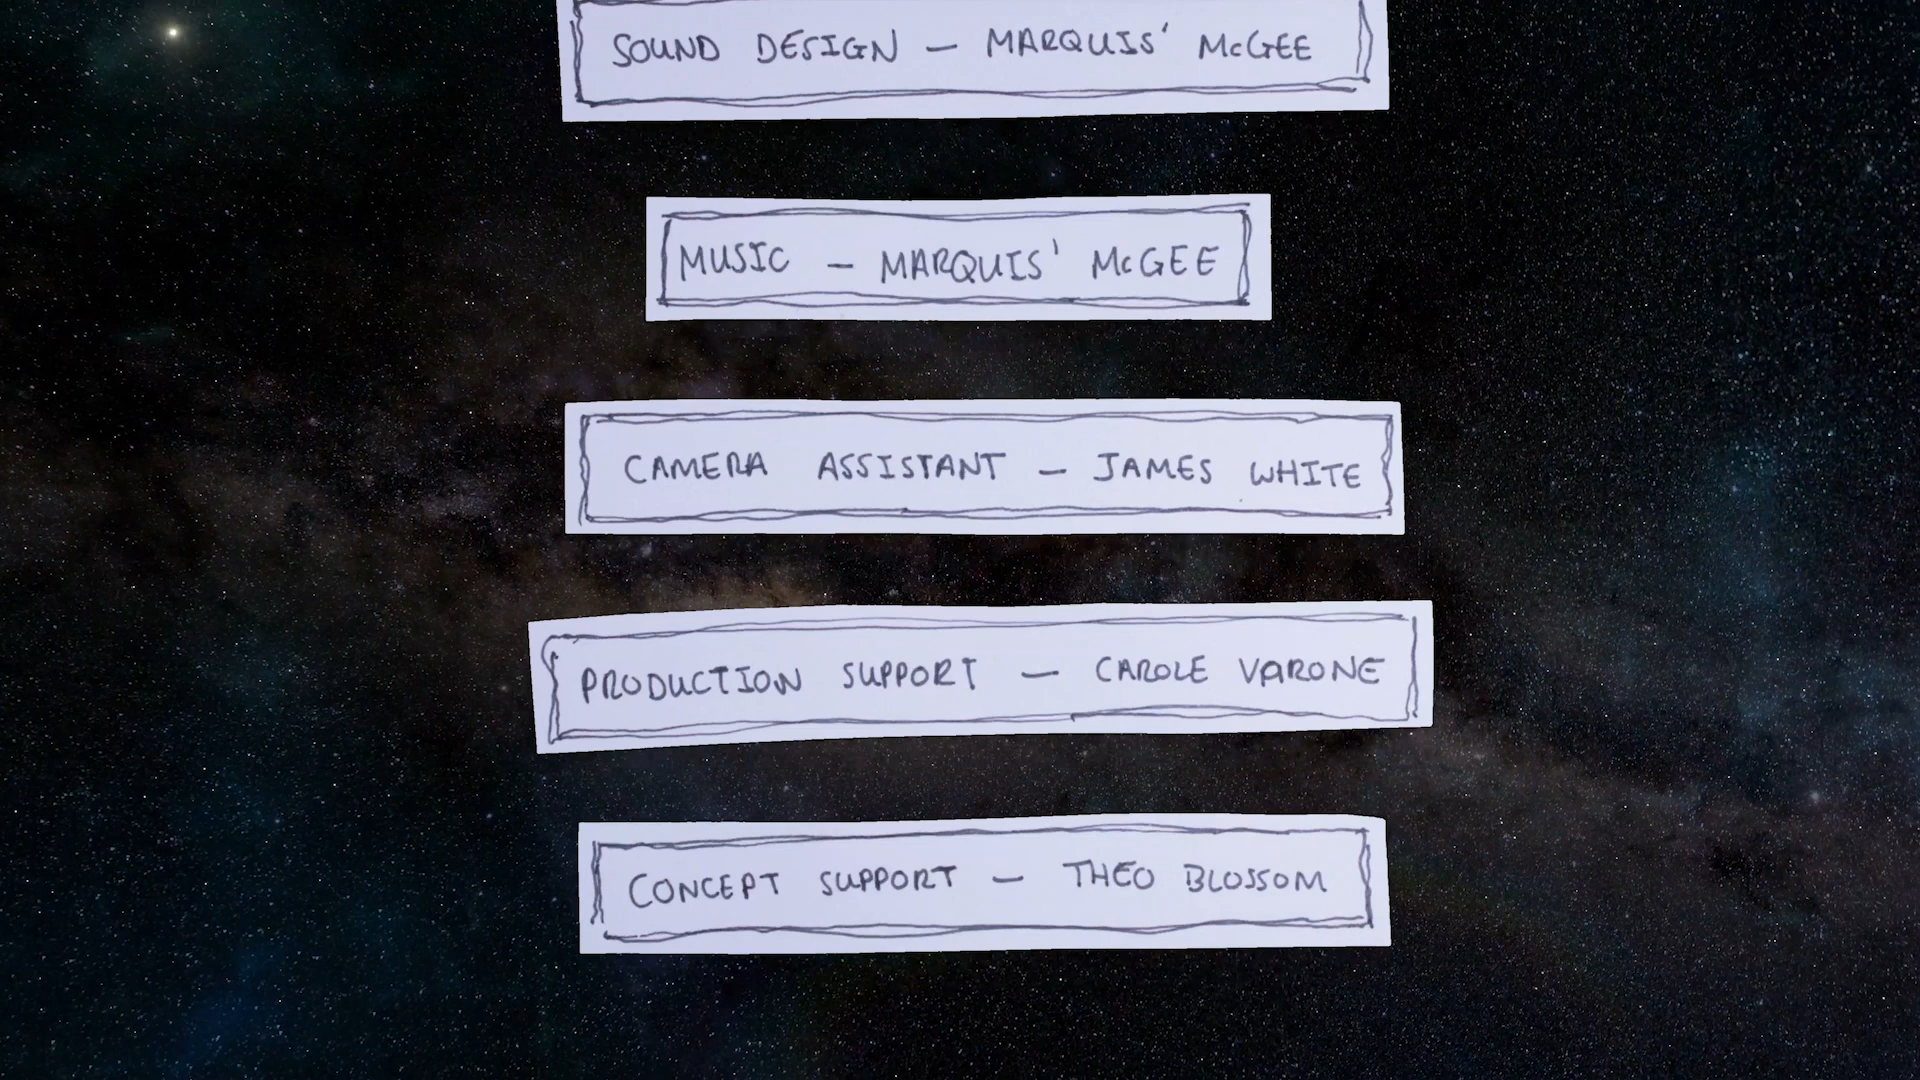 SOUND DESIGN — MARQUIS' McGEE
MUSIC — MARQUIS' McGEE
CAMERA ASSISTANT — JAMES WHITE
PRODUCTION SUPPORT — CAROLE VARONE
CONCEPT SUPPORT — THEO BLOSSOM